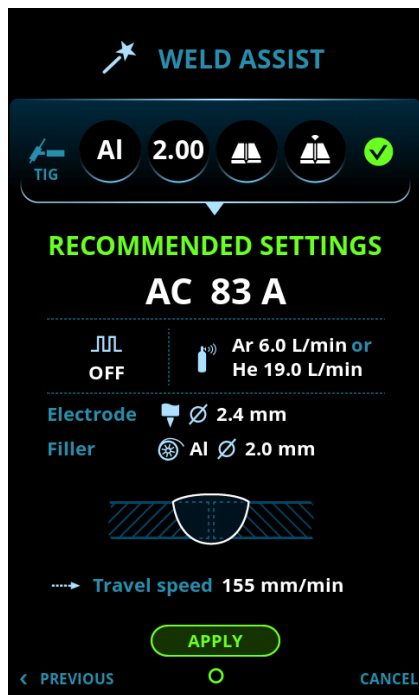 WELD ASSIST
TIG
Al
2.00
RECOMMENDED SETTINGS
AC 83 A
OFF
Ar 6.0 L/min or
He 19.0 L/min
Electrode Ø 2.4 mm
Filler Al Ø 2.0 mm
Travel speed 155 mm/min
APPLY
< PREVIOUS
CANCEL